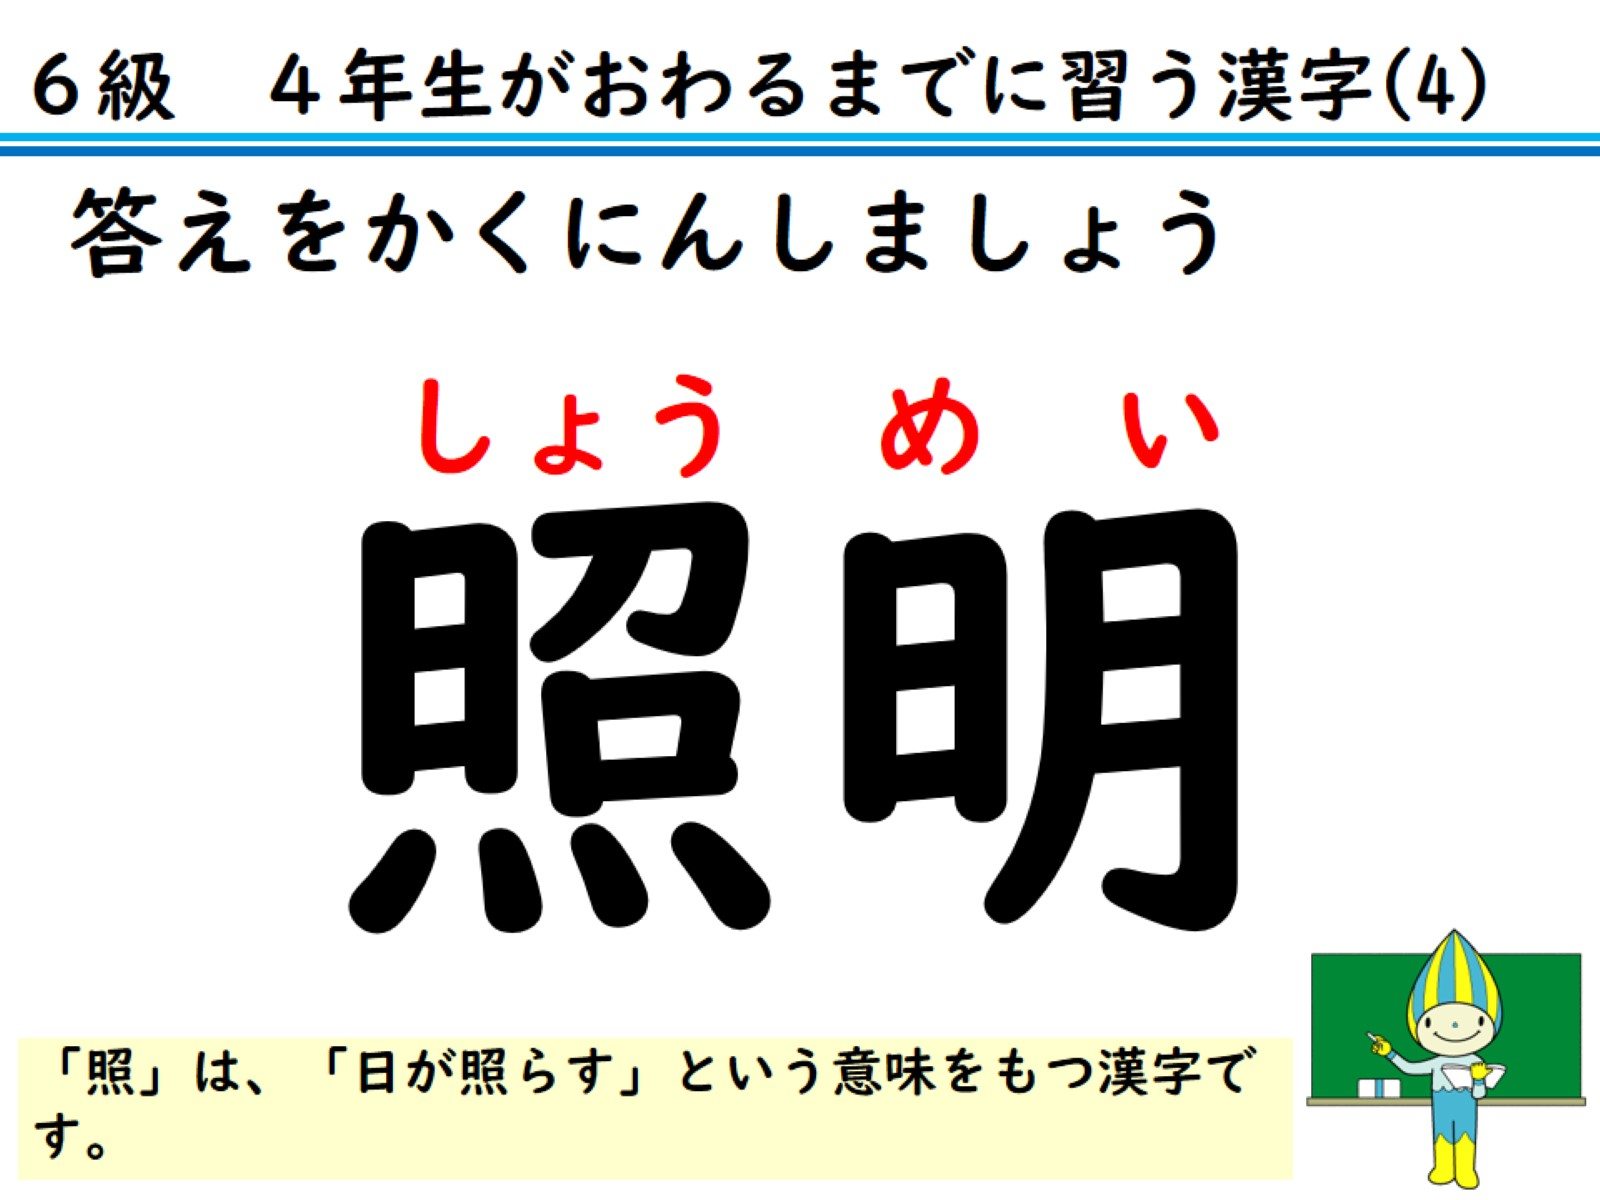 ６級　４年生がおわるまでに習う漢字(4)
答えをかくにんしましょう
しょう　め　い
照明
「照」は、「日が照らす」という意味をもつ漢字で
す。